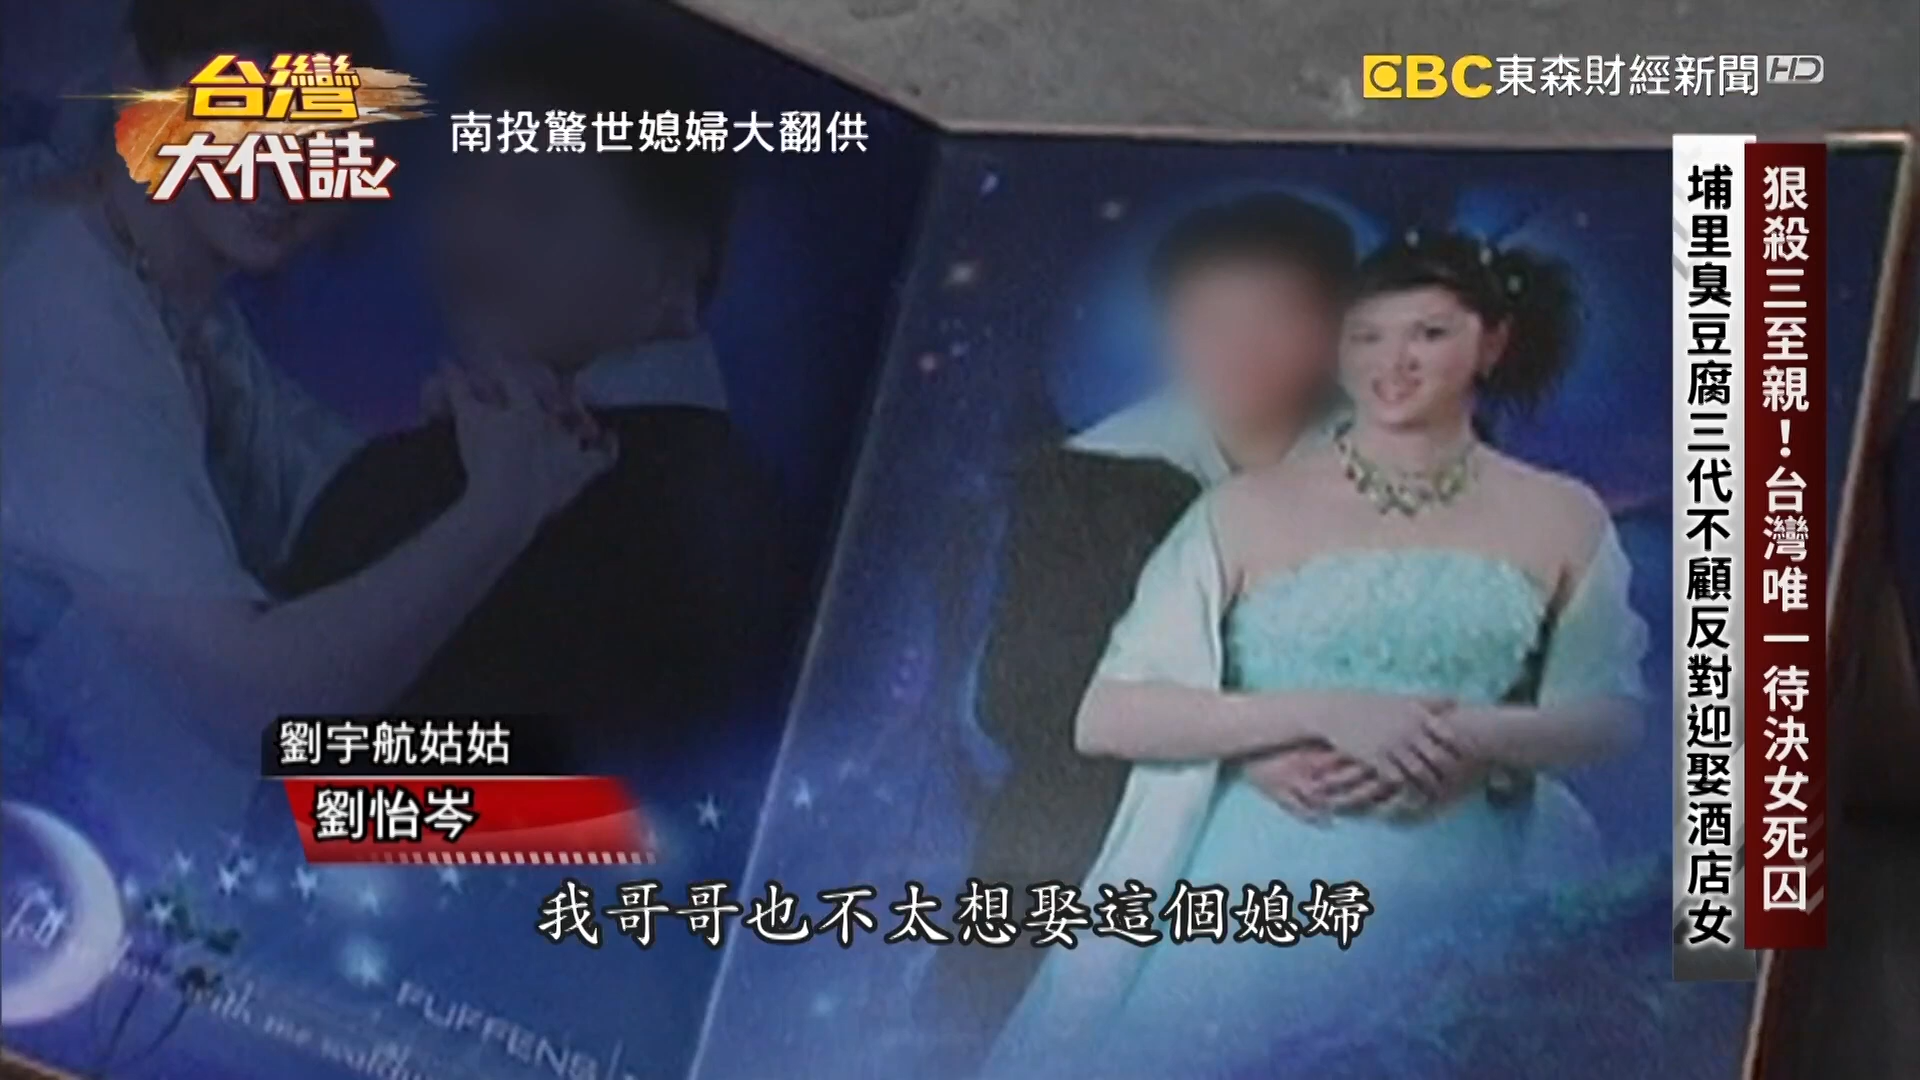 台灣
大代誌
南投驚世媳婦大翻供
EBC東森財經新聞HD
狠殺三至親！台灣唯一待決女死囚
埔里臭豆腐三代不顧反對迎娶酒店女
劉宇航姑姑
劉怡岑
我哥哥也不太想娶這個媳婦
with me
PUFFENS